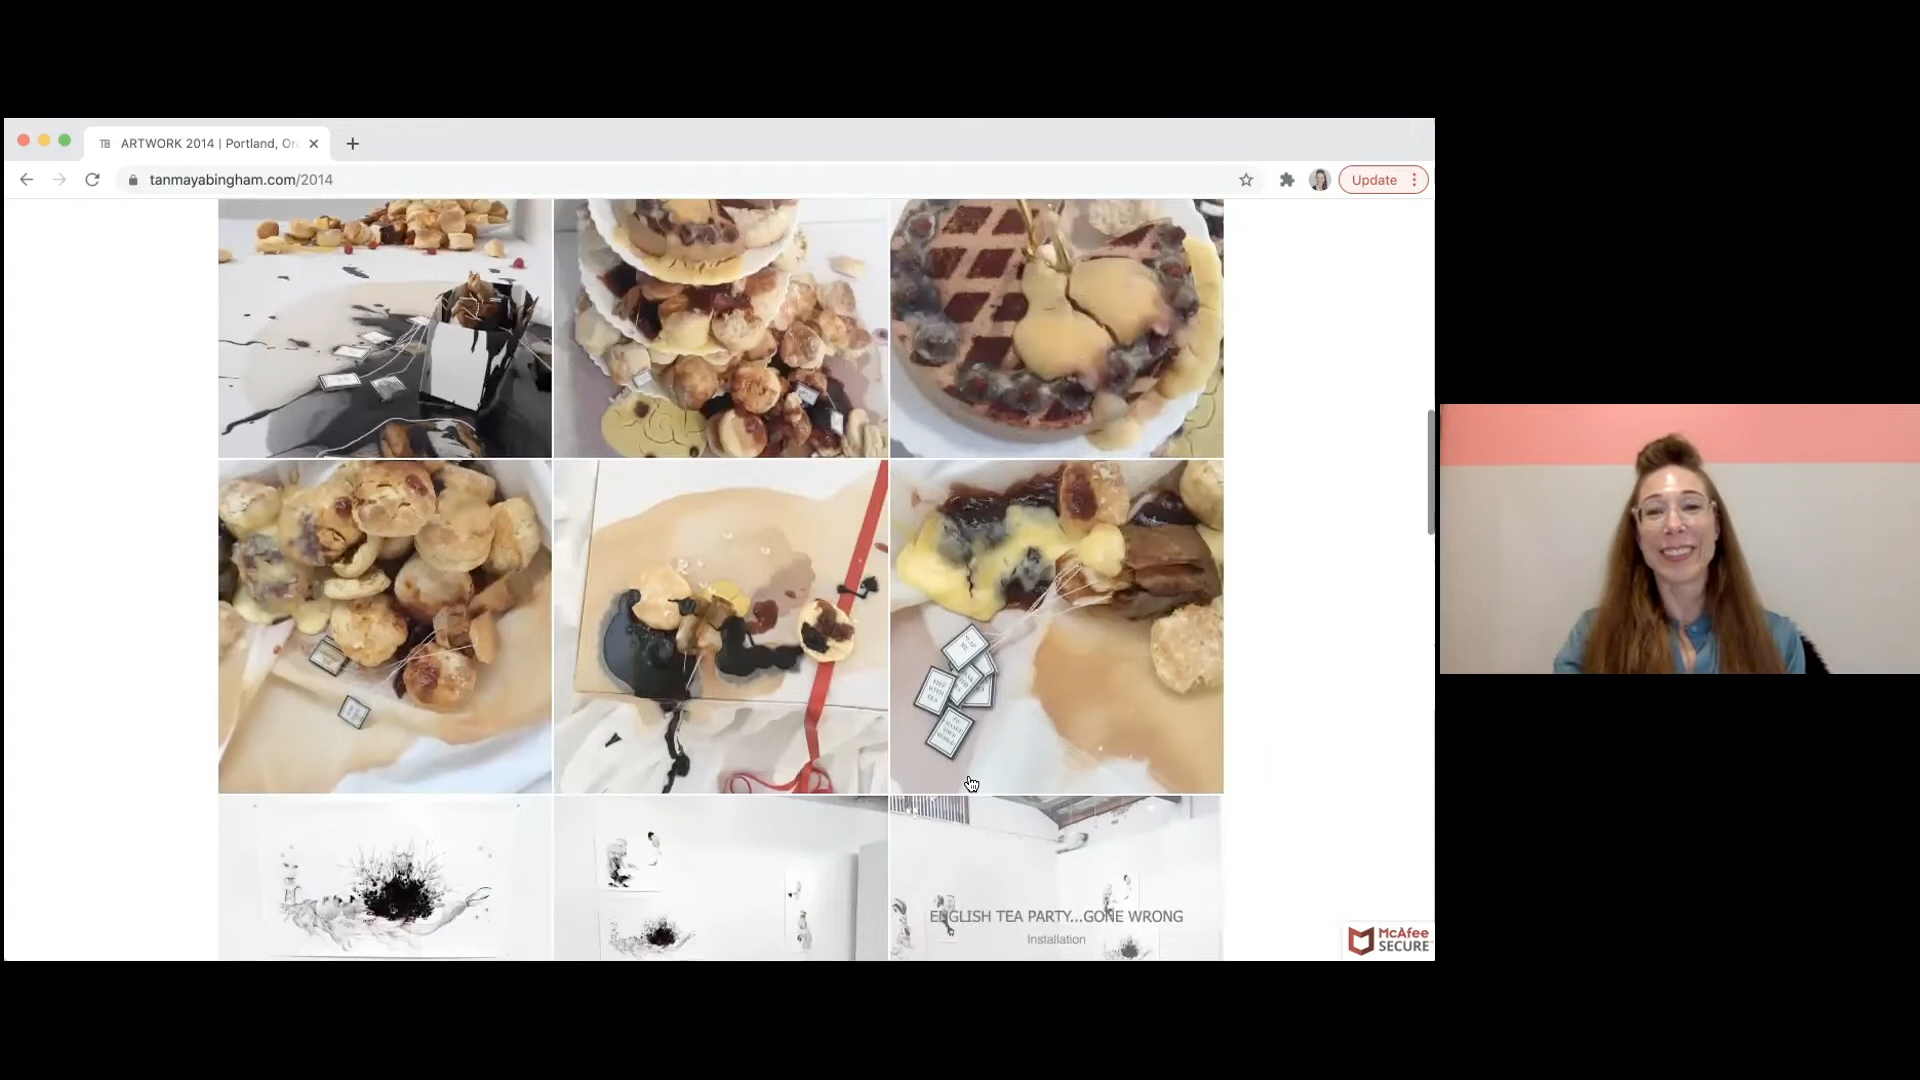 ARTWORK 2014 | Portland, Or
tanmayabingham.com/2014
Update
ENGLISH TEA PARTY...GONE WRONG
Installation
McAfee
SECURE